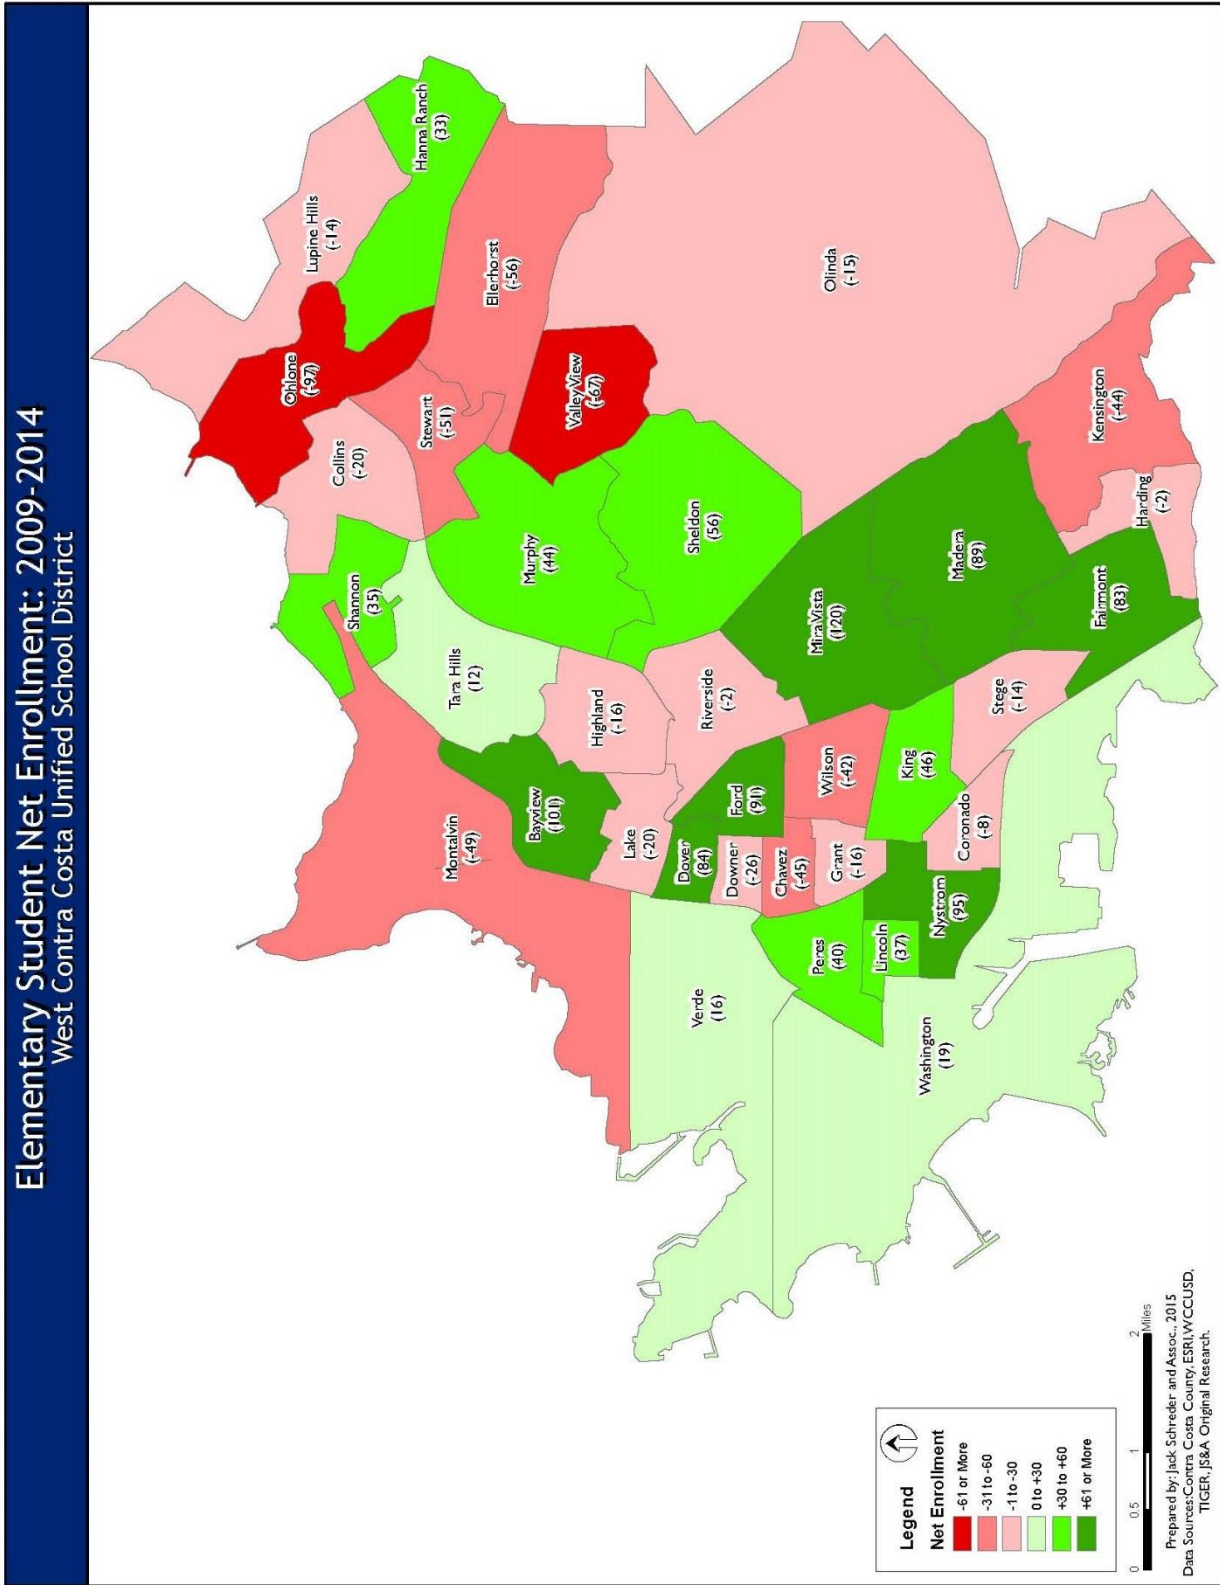 Elementary Student Net Enrollment: 2009-2014
West Contra Costa Unified School District
Hanna Ranch
(33)
Lupine Hills
(-14)
Ohlone
(-97)
Ellerhorst
(-56)
Collins
(-20)
Stewart
(-51)
Valley View
(-67)
Olinda
(-15)
Shannon
(35)
Murphy
(44)
Sheldon
(56)
Kensington
(-44)
Harding
(-2)
Tara Hills
(12)
Mira Vista
(120)
Madera
(89)
Fairmont
(83)
Highland
(-16)
Riverside
(-2)
Stege
(-14)
Montalvin
(-49)
Bayview
(101)
Lake
(-20)
Ford
(91)
Wilson
(-42)
King
(46)
Dover
(84)
Downer
(-26)
Chavez
(-45)
Grant
(-16)
Coronado
(-8)
Nystrom
(95)
Peres
(40)
Lincoln
(37)
Verde
(16)
Washington
(19)
Legend
Net Enrollment
-61 or More
-31 to -60
-1 to -30
0 to +30
+30 to +60
+61 or More
0 0.5 1 2
Miles
Prepared by: Jack Schreder and Assoc., 2015
Data Sources:Contra Costa County, ESRI, WCCUSD,
TIGER, JS&A Original Research.